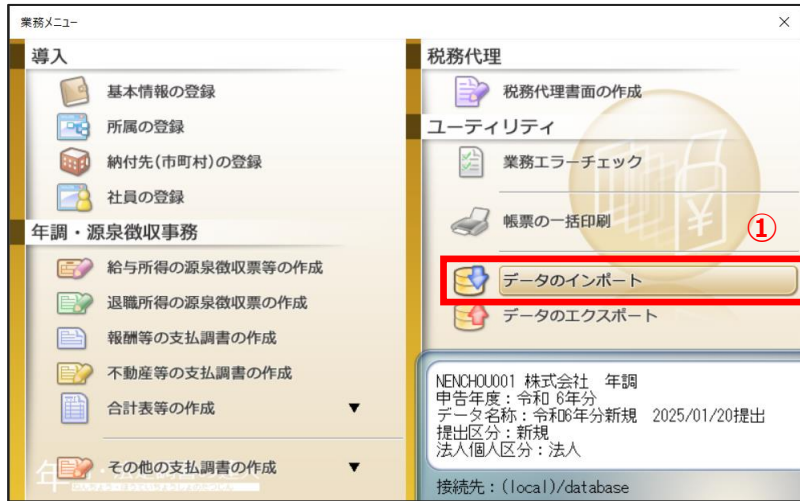 業務メニュー
導入
基本情報の登録
所属の登録
納付先(市町村)の登録
社員の登録
年調・源泉徴収事務
給与所得の源泉徴収票等の作成
退職所得の源泉徴収票の作成
報酬等の支払調書の作成
不動産等の支払調書の作成
合計表等の作成 ▼
その他の支払調書の作成 ▼
税務代理
税務代理書面の作成
ユーティリティ
業務エラーチェック
帳票の一括印刷
①
データのインポート
データのエクスポート
NENCHOU001 株式会社 年調
申告年度:令和 6年分
データ名称:令和6年分新規 2025/01/20提出
提出区分:新規
法人個人区分:法人
接続先:(local)/database